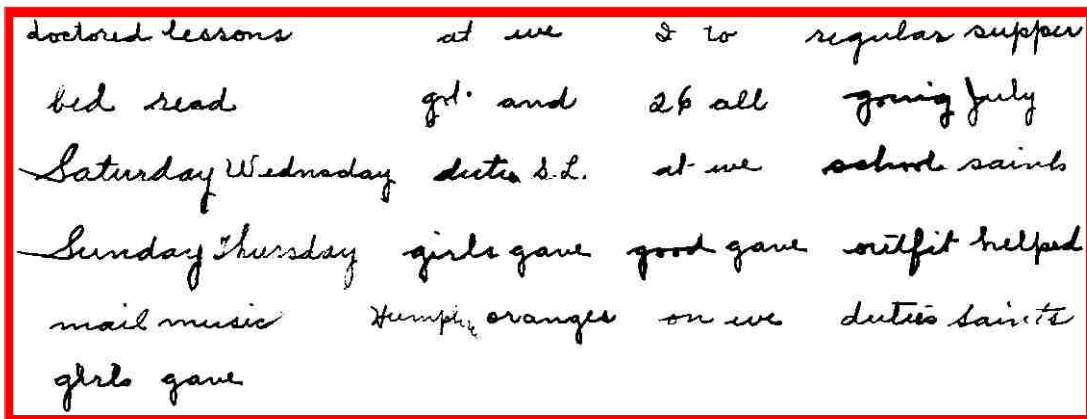 doctored lessons at we I to regular supper
bed read grl. and 26 all going July
Saturday Wednesday duties S.L. at we school saints
Sunday Thursday girls gave good gave outfit helped
mail music oranges on we duties saints
girls gave